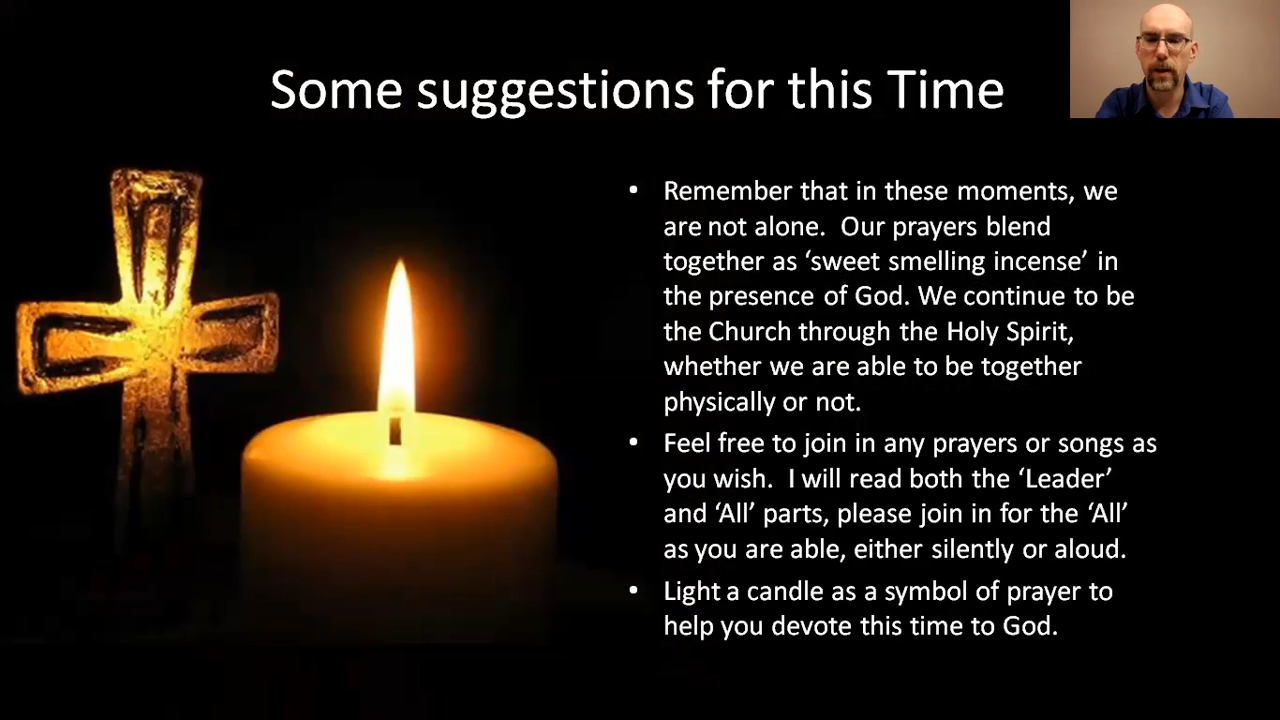 Some suggestions for this Time
• Remember that in these moments, we
are not alone.  Our prayers blend
together as ‘sweet smelling incense’ in
the presence of God. We continue to be
the Church through the Holy Spirit,
whether we are able to be together
physically or not.
• Feel free to join in any prayers or songs as
you wish.  I will read both the ‘Leader’
and ‘All’ parts, please join in for the ‘All’
as you are able, either silently or aloud.
• Light a candle as a symbol of prayer to
help you devote this time to God.